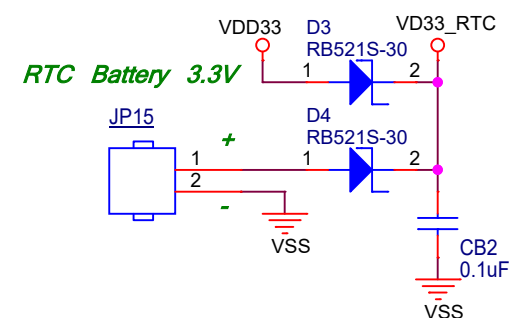 VDD33 D3 VD33_RTC
RB521S-30
RTC Battery 3.3V
1 2
JP15 D4
+ RB521S-30
1 1 2
2
-
VSS
CB2
0.1uF
VSS